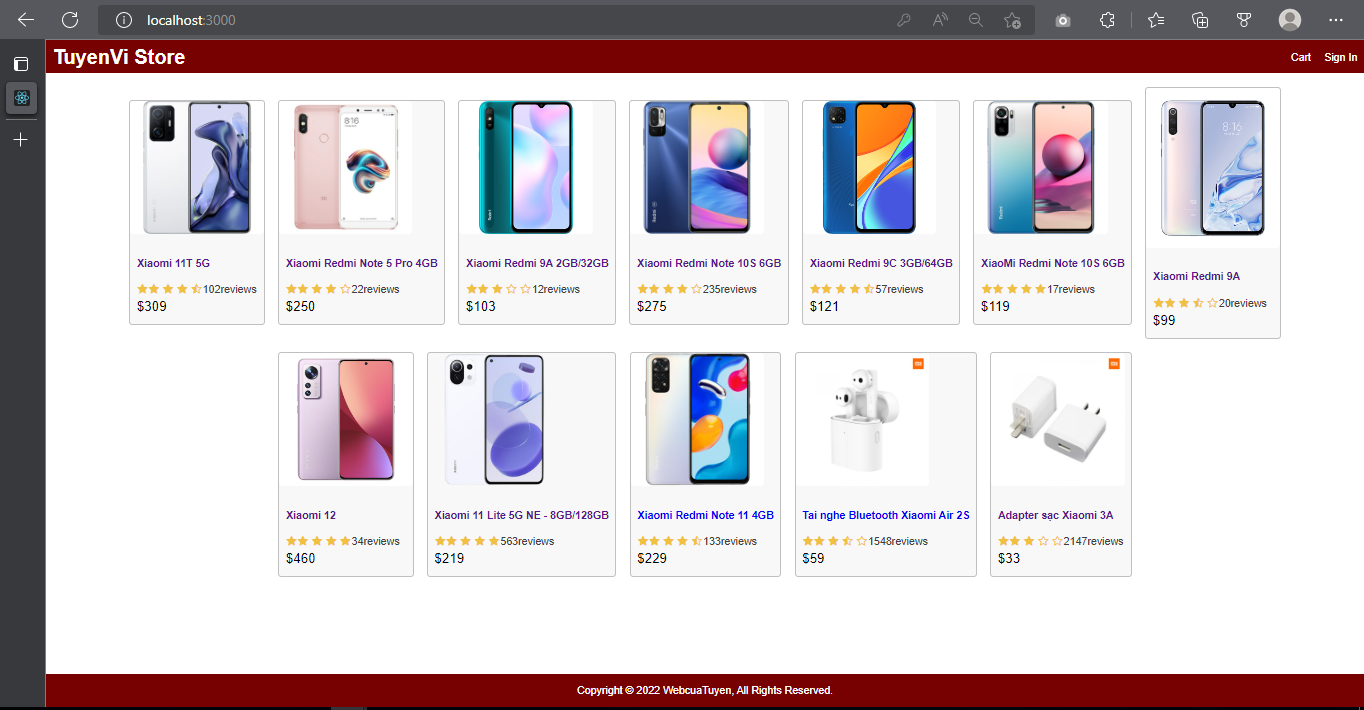 localhost:3000
TuyenVi Store
Cart Sign In
8:16
8:16
Xiaomi 11T 5G
102reviews
$309
Xiaomi Redmi Note 5 Pro 4GB
22reviews
$250
Xiaomi Redmi 9A 2GB/32GB
12reviews
$103
Xiaomi Redmi Note 10S 6GB
235reviews
$275
Xiaomi Redmi 9C 3GB/64GB
57reviews
$121
XiaoMi Redmi Note 10S 6GB
17reviews
$119
Xiaomi Redmi 9A
20reviews
$99
Xiaomi 12
34reviews
$460
Xiaomi 11 Lite 5G NE - 8GB/128GB
563reviews
$219
Xiaomi Redmi Note 11 4GB
133reviews
$229
Tai nghe Bluetooth Xiaomi Air 2S
1548reviews
$59
Adapter sạc Xiaomi 3A
2147reviews
$33
Copyright © 2022 WebcuaTuyen, All Rights Reserved.